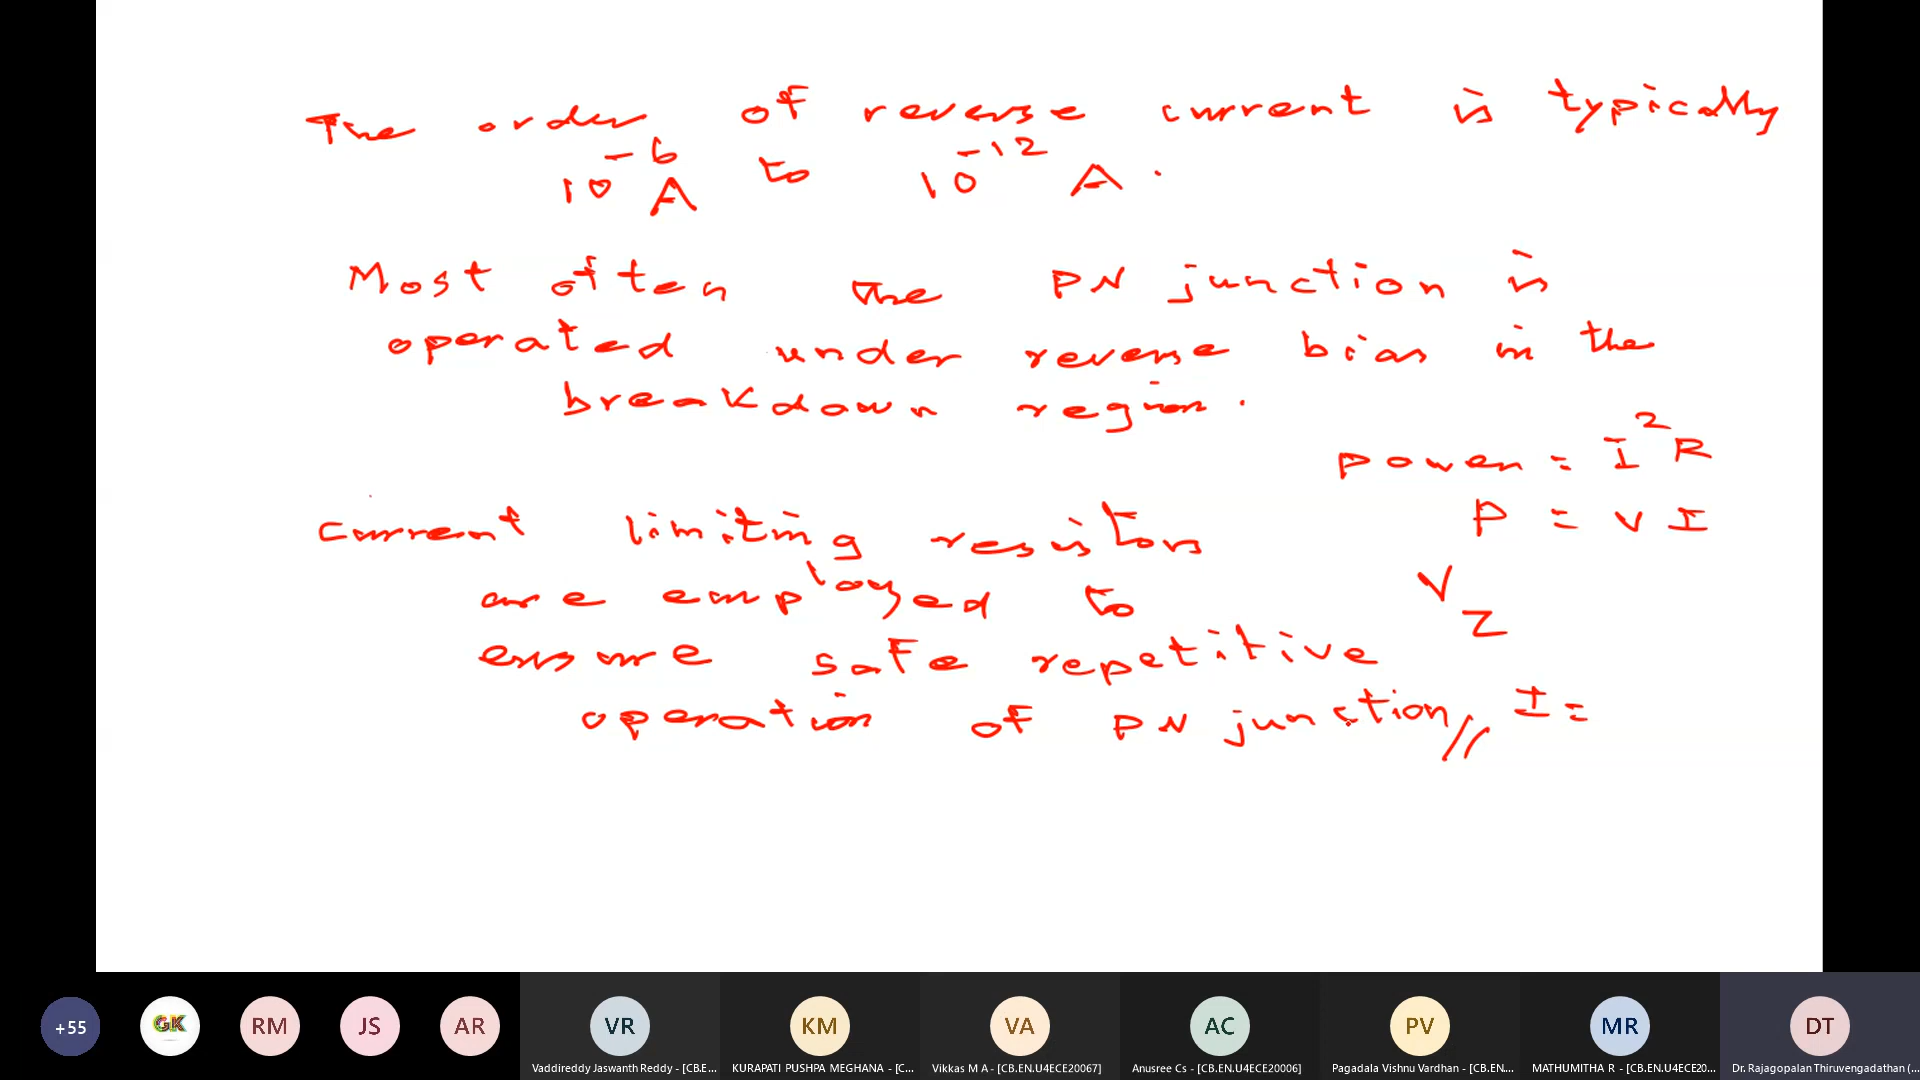 The order of reverse current is typically
10⁻⁶ A to 10⁻¹² A.
Most often the PN junction is
operated under reverse bias in the
breakdown region.
power = I²R
P = VI
Current limiting resistors
are employed to
V_Z
ensure safe repetitive
operation of PN junction// I =
+55
GK
RM
JS
AR
VR
KM
VA
AC
PV
MR
DT
Vaddireddy Jaswanth Reddy - [CB.E...
KURAPATI PUSHPA MEGHANA - [C...
Vikkas M A - [CB.EN.U4ECE20067]
Anusree Cs - [CB.EN.U4ECE20006]
Pagadala Vishnu Vardhan - [CB.EN....
MATHUMITHA R - [CB.EN.U4ECE20...
Dr. Rajagopalan Thiruvengadathan (...